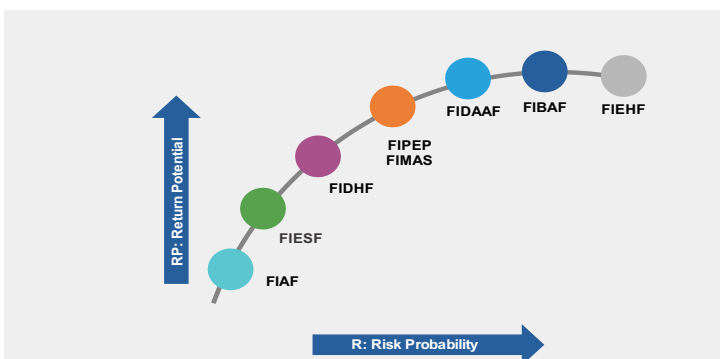 FIDAAF
FIBAF
FIEHF
FIPEP
FIMAS
FIDHF
FIESF
FIAF
RP: Return Potential
R: Risk Probability